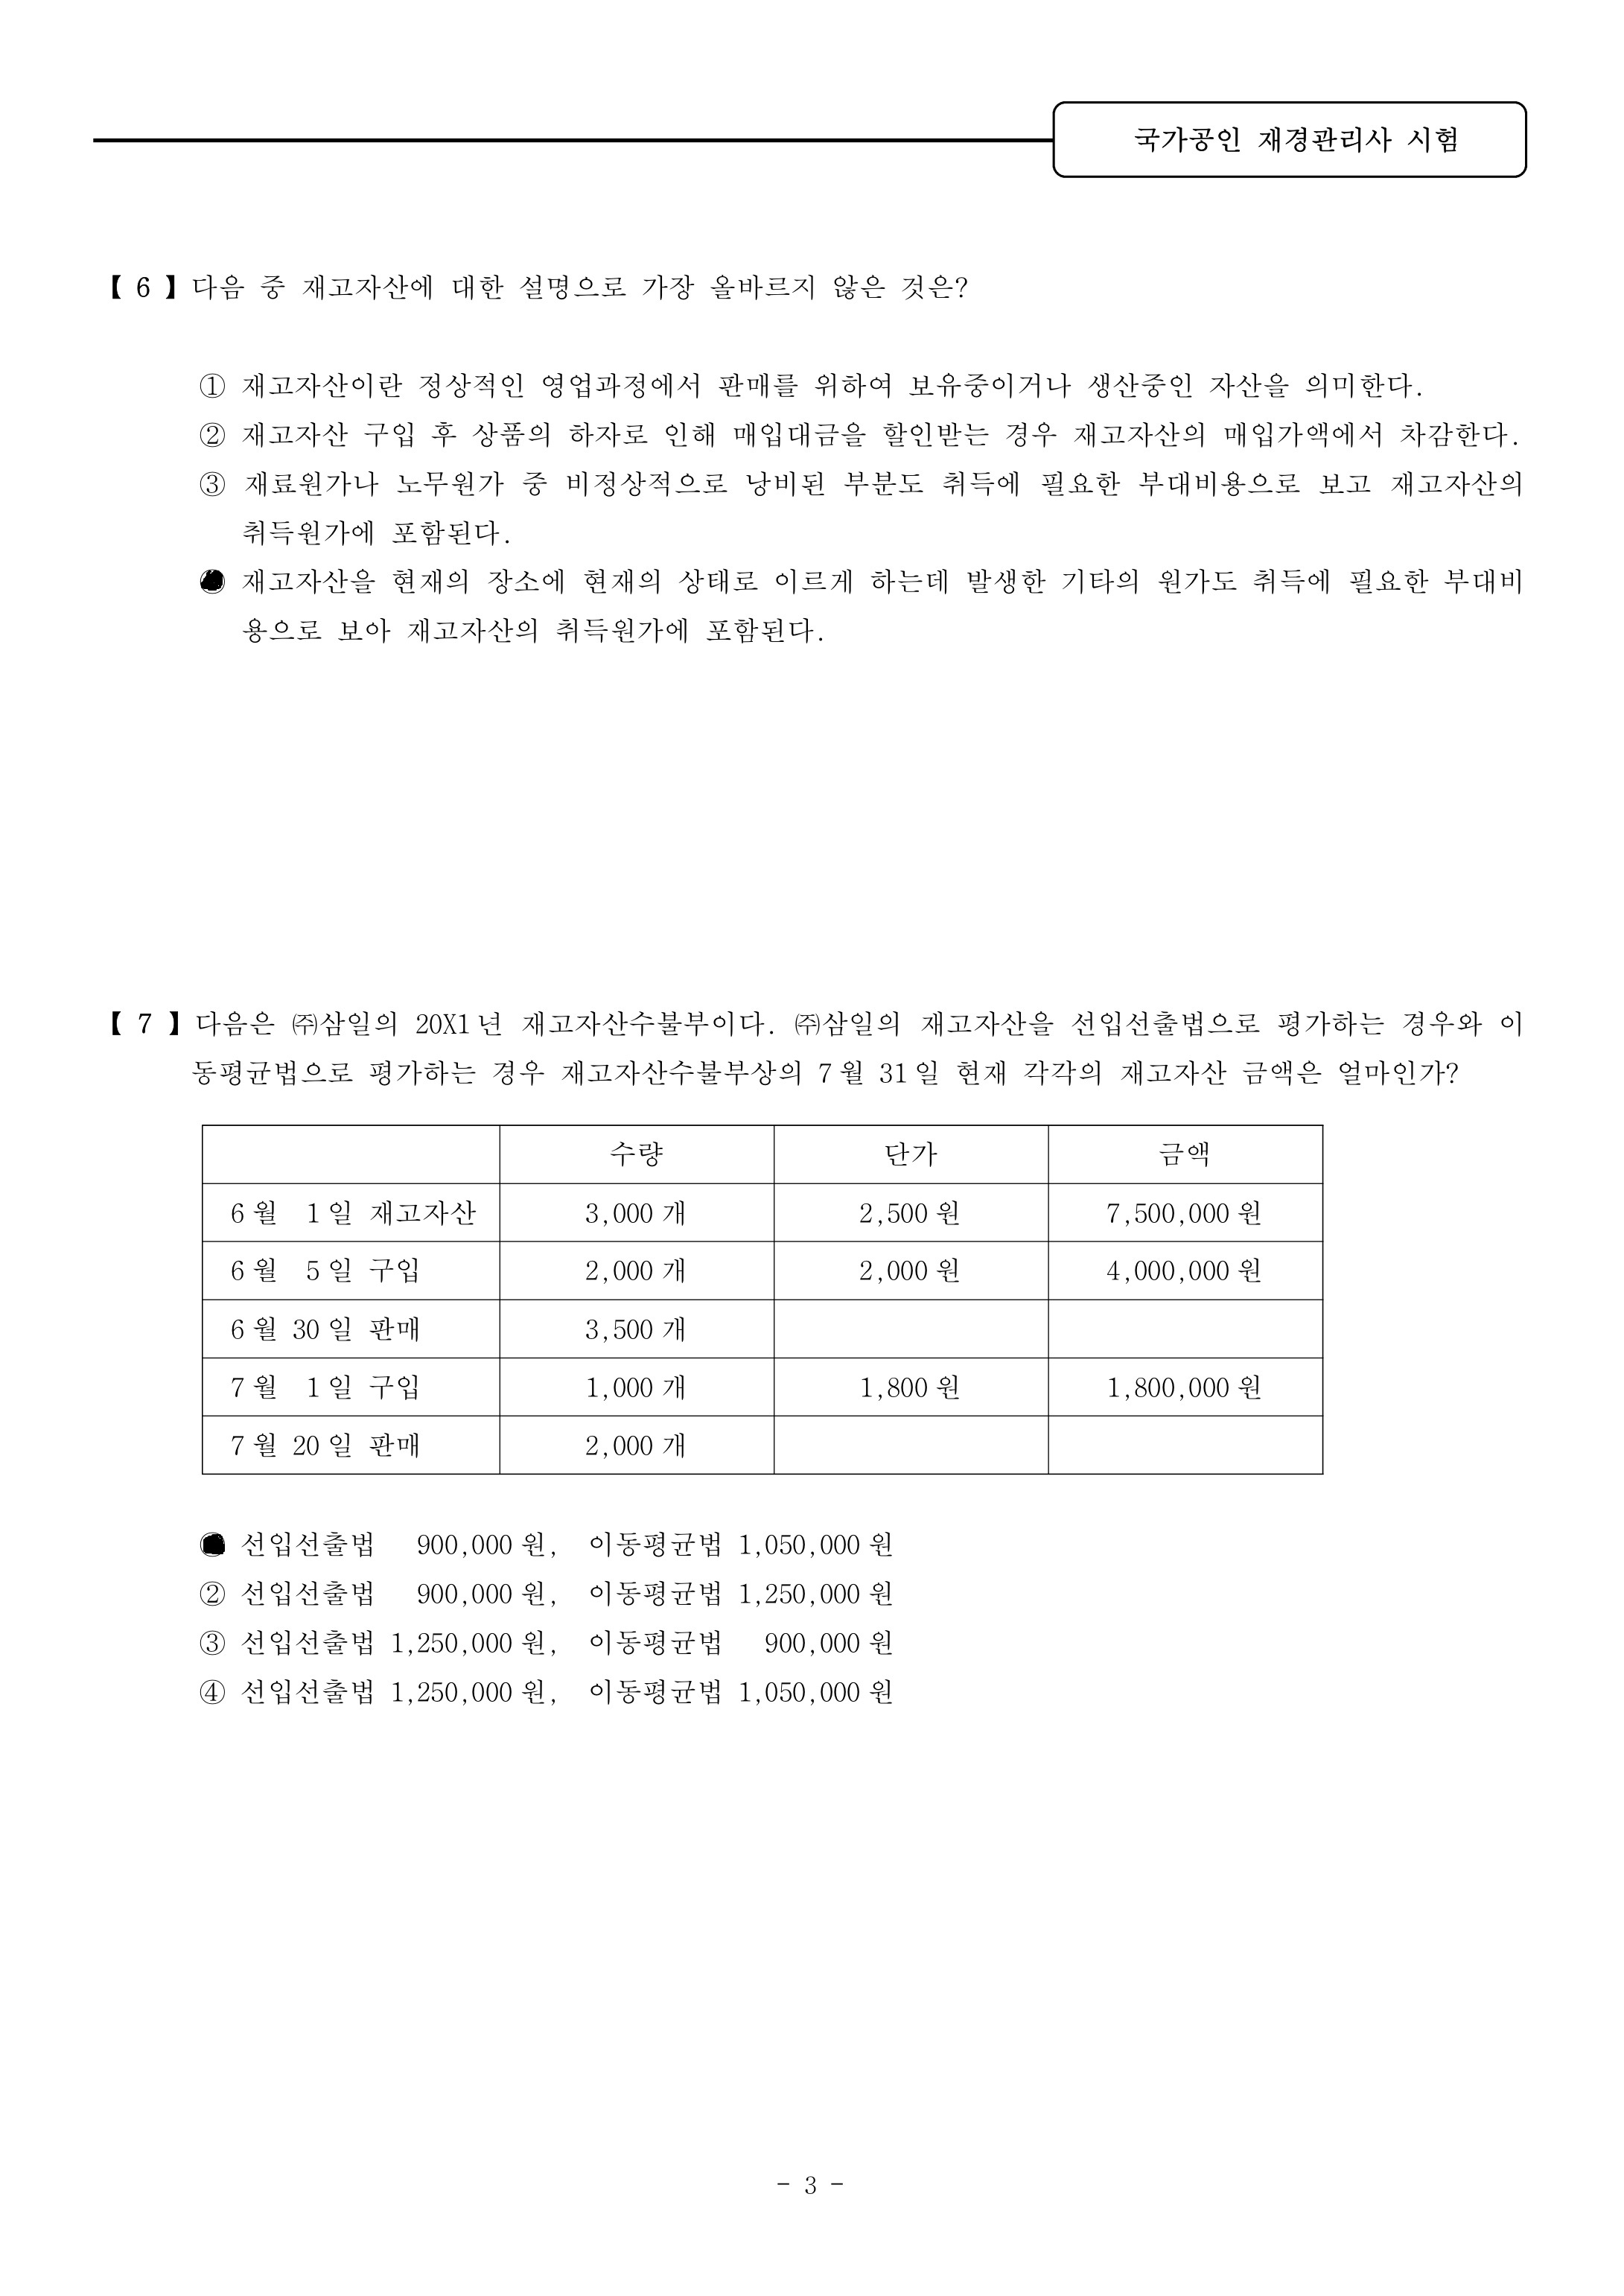 국가공인 재경관리사 시험
【 6 】 다음 중 재고자산에 대한 설명으로 가장 올바르지 않은 것은?
① 재고자산이란 정상적인 영업과정에서 판매를 위하여 보유중이거나 생산중인 자산을 의미한다.
② 재고자산 구입 후 상품의 하자로 인해 매입대금을 할인받는 경우 재고자산의 매입가액에서 차감한다.
③ 재료원가나 노무원가 중 비정상적으로 낭비된 부분도 취득에 필요한 부대비용으로 보고 재고자산의
취득원가에 포함된다.
재고자산을 현재의 장소에 현재의 상태로 이르게 하는데 발생한 기타의 원가도 취득에 필요한 부대비
용으로 보아 재고자산의 취득원가에 포함된다.
【 7 】 다음은 ㈜삼일의 20X1년 재고자산수불부이다. ㈜삼일의 재고자산을 선입선출법으로 평가하는 경우와 이
동평균법으로 평가하는 경우 재고자산수불부상의 7월 31일 현재 각각의 재고자산 금액은 얼마인가?
수량 단가 금액
6월 1일 재고자산 3,000개 2,500원 7,500,000원
6월 5일 구입 2,000개 2,000원 4,000,000원
6월 30일 판매 3,500개
7월 1일 구입 1,000개 1,800원 1,800,000원
7월 20일 판매 2,000개
선입선출법 900,000원, 이동평균법 1,050,000원
② 선입선출법 900,000원, 이동평균법 1,250,000원
③ 선입선출법 1,250,000원, 이동평균법 900,000원
④ 선입선출법 1,250,000원, 이동평균법 1,050,000원
- 3 -